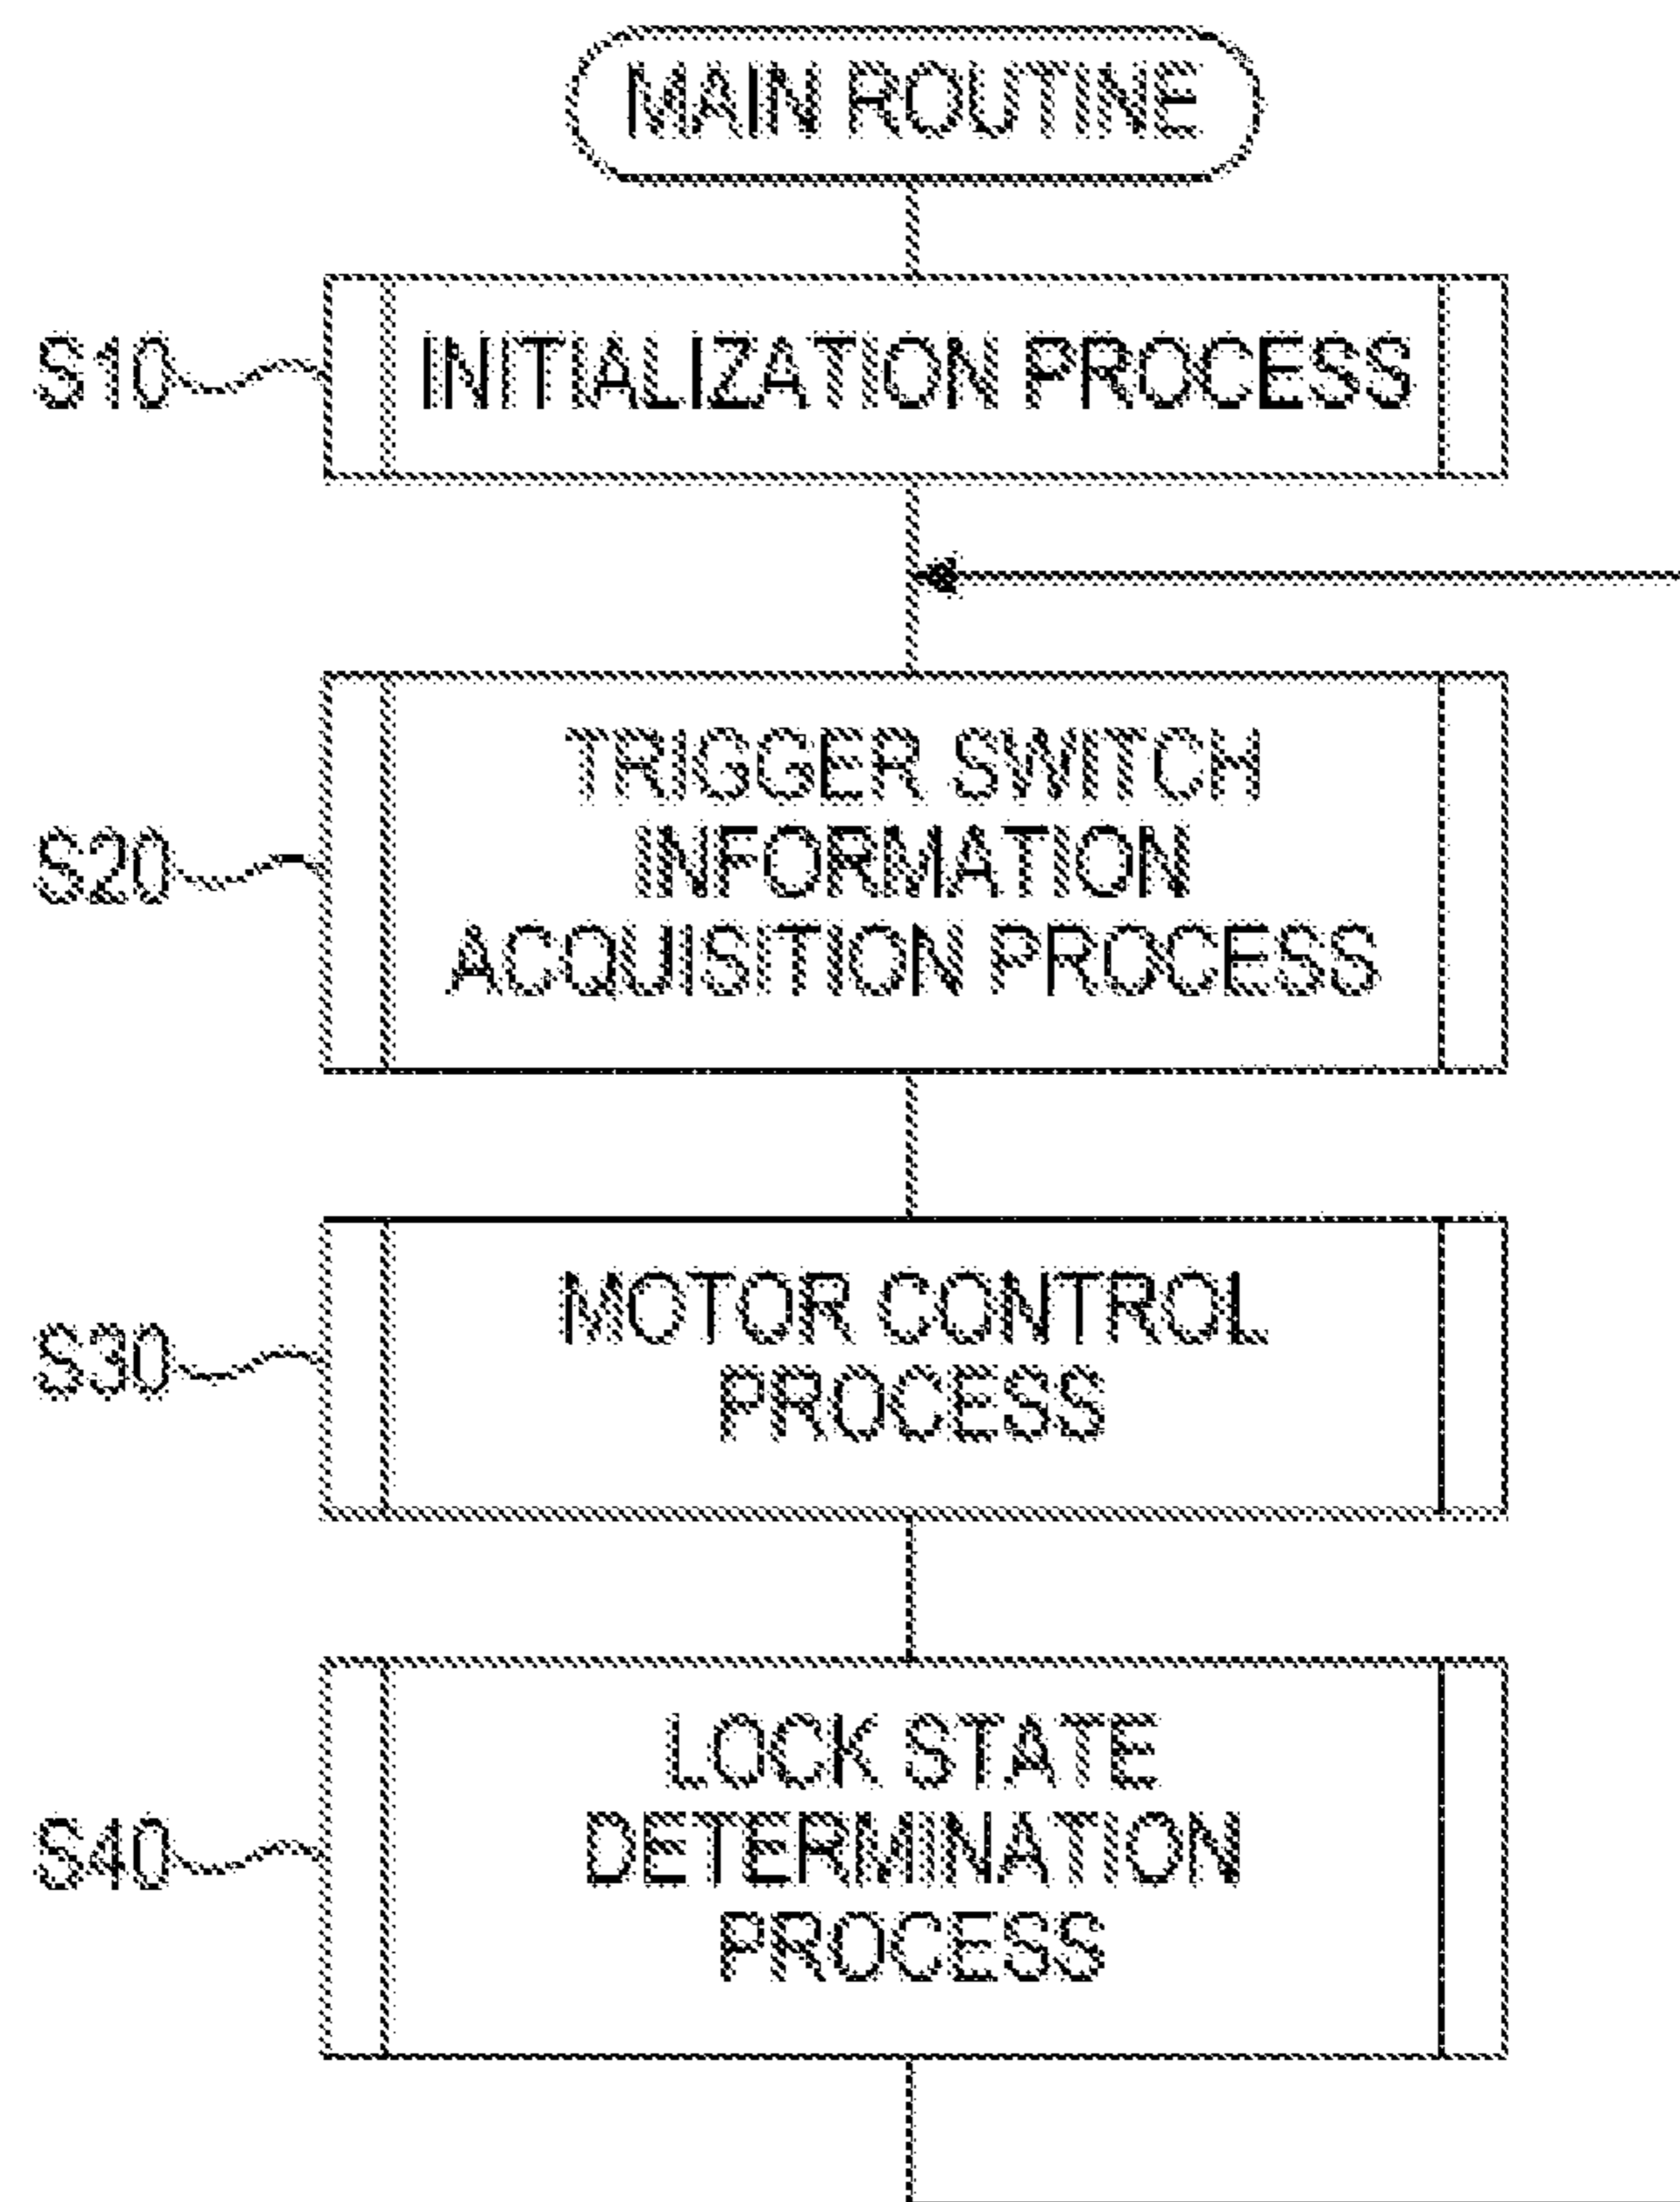 MAIN ROUTINE
S10
INITIALIZATION PROCESS
S20
TRIGGER SWITCH
INFORMATION
ACQUISITION PROCESS
S30
MOTOR CONTROL
PROCESS
S40
LOCK STATE
DETERMINATION
PROCESS